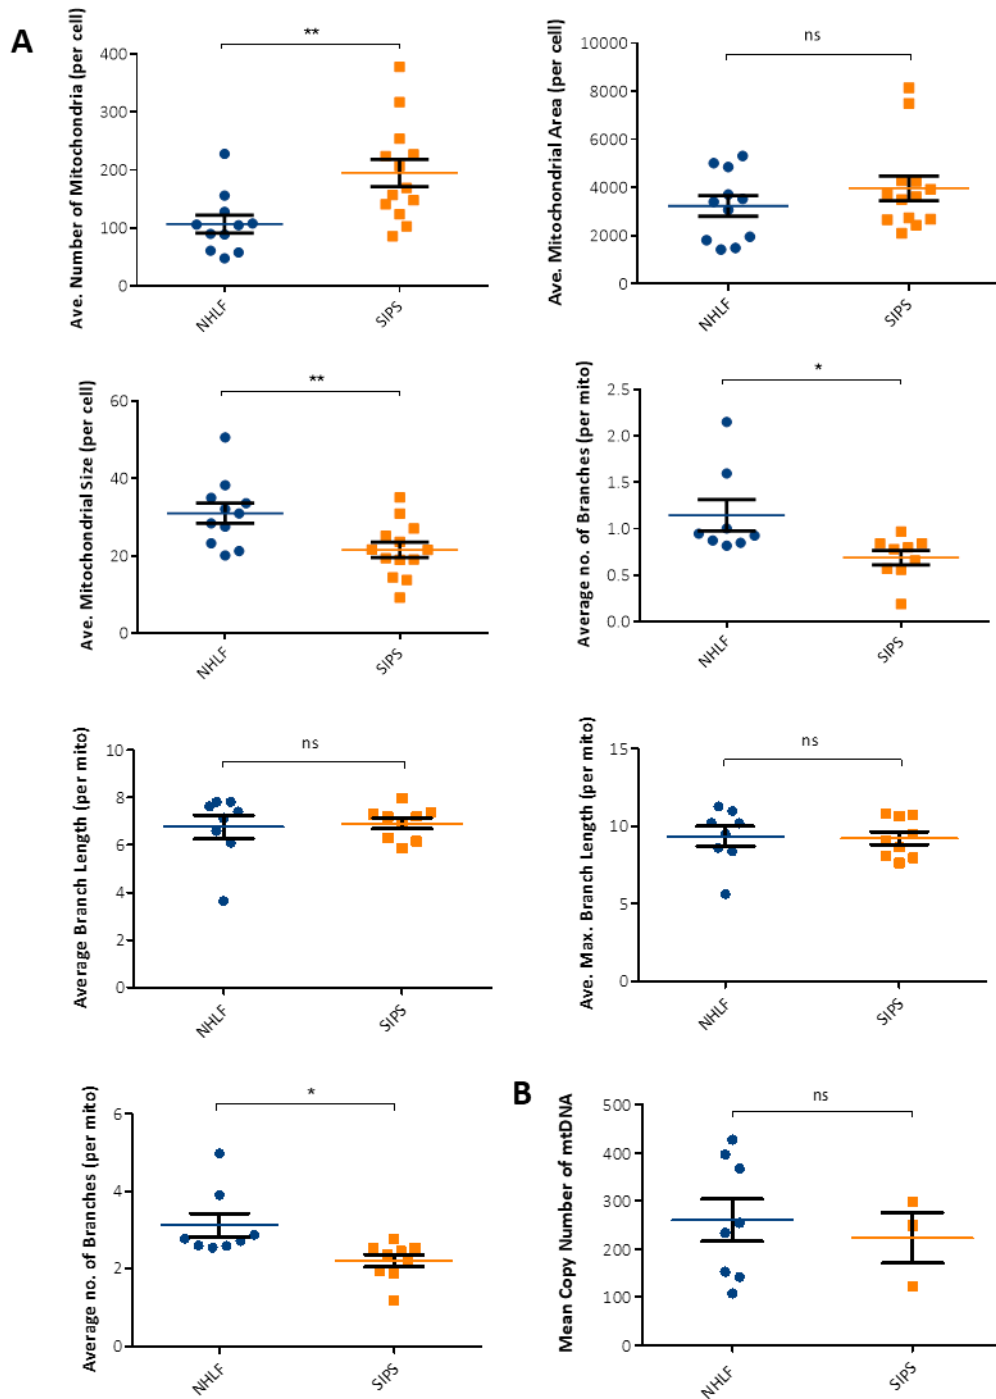 A
Ave. Number of Mitochondria (per cell)
**
400
300
200
100
0
NHLF
SIPS
Ave. Mitochondrial Area (per cell)
ns
10000
8000
6000
4000
2000
0
NHLF
SIPS
Ave. Mitochondrial Size (per cell)
**
60
40
20
0
NHLF
SIPS
Average no. of Branches (per mito)
*
2.5
2.0
1.5
1.0
0.5
0.0
NHLF
SIPS
Average Branch Length (per mito)
ns
10
8
6
4
2
0
NHLF
SIPS
Ave. Max. Branch Length (per mito)
ns
15
10
5
0
NHLF
SIPS
Average no. of Branches (per mito)
*
6
4
2
0
NHLF
SIPS
B
Mean Copy Number of mtDNA
ns
500
400
300
200
100
0
NHLF
SIPS